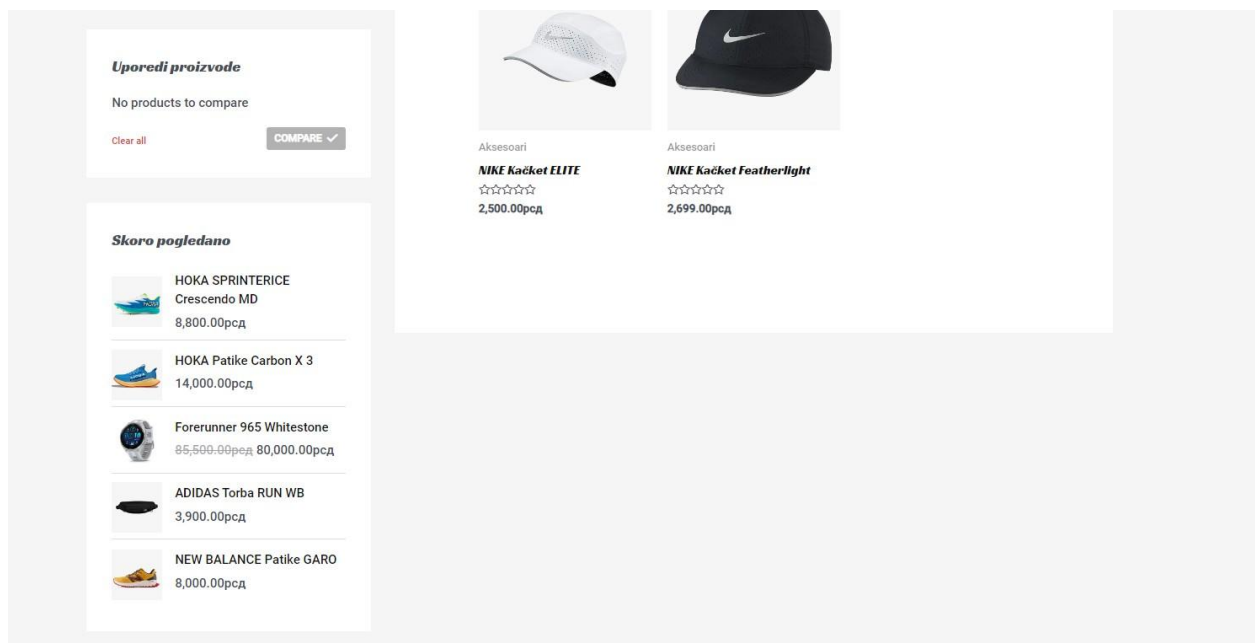 Uporedi proizvode
No products to compare
Clear all
COMPARE
Skoro pogledano
HOKA SPRINTERICE
Crescendo MD
8,800.00рсд
HOKA Patike Carbon X 3
14,000.00рсд
Forerunner 965 Whitestone
85,500.00рсд 80,000.00рсд
ADIDAS Torba RUN WB
3,900.00рсд
NEW BALANCE Patike GARO
8,000.00рсд
Aksesoari
NIKE Kačket ELITE
2,500.00рсд
Aksesoari
NIKE Kačket Featherlight
2,699.00рсд